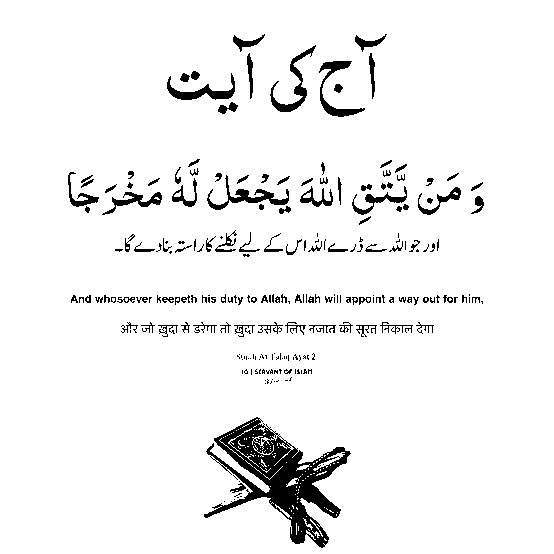 آج کی آیت
وَ مَنْ یَّتَّقِ اللّٰهَ یَجْعَلْ لَّهٗ مَخْرَجًا
اور جو اللہ سے ڈرے اللہ اس کے لیے نکلنے کا راستہ بنا دے گا۔
And whosoever keepeth his duty to Allah, Allah will appoint a way out for him,
और जो ख़ुदा से डरेगा तो ख़ुदा उसके लिए नजात की सूरत निकाल देगा
Surah At Talaq Ayat 2
IG | SERVANT OF ISLAM